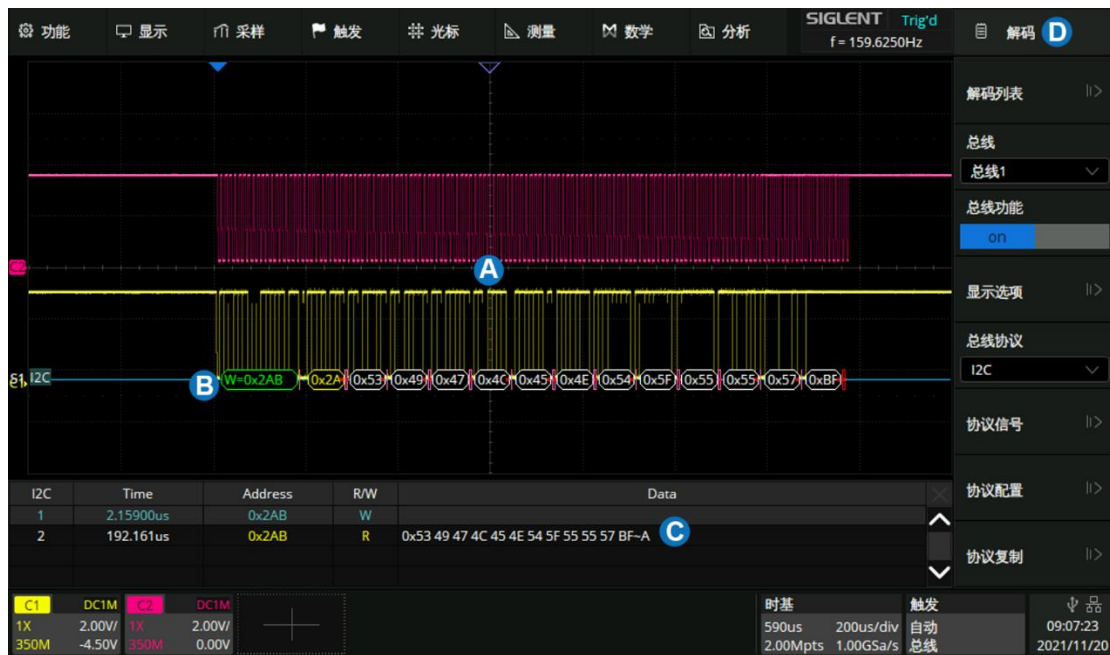 功能 显示 采样 触发 光标 测量 数学 分析 SIGLENT Trig'd 解码 D
f = 159.6250Hz
解码列表
总线
总线1
总线功能
on
C2
A
显示选项
总线协议
I2C
I2C B W=0x2AB 0x2A 0x53 0x49 0x47 0x4C 0x45 0x4E 0x54 0x5F 0x55 0x55 0x57 0xBF
协议信号
I2C Time Address R/W Data
协议配置
1 2.15900us 0x2AB W
2 192.161us 0x2AB R 0x53 49 47 4C 45 4E 54 5F 55 55 57 BF~A C
协议复制
C1 DC1M C2 DC1M 时基 触发
1X 2.00V/ 1X 2.00V/ 590us 200us/div 自动 09:07:23
350M -4.50V 350M 0.00V 2.00Mpts 1.00GSa/s 总线 2021/11/20